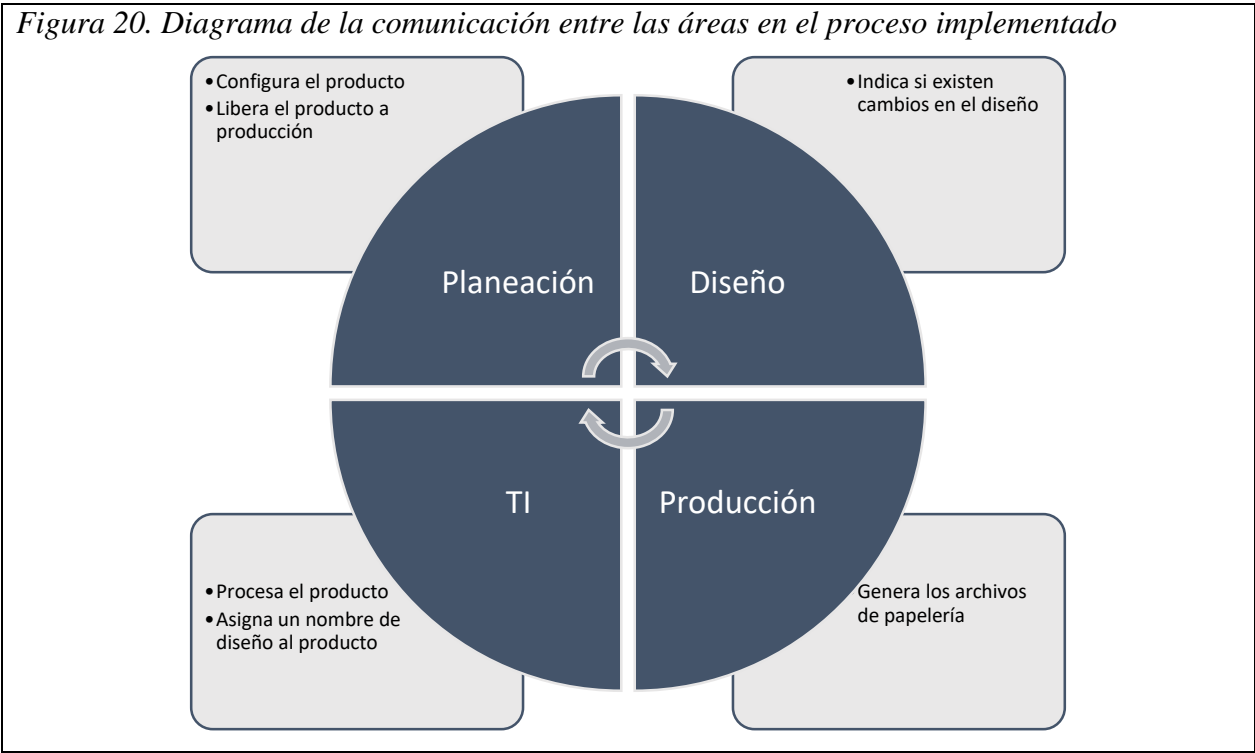 Figura 20. Diagrama de la comunicación entre las áreas en el proceso implementado
•Configura el producto
•Libera el producto a
producción
•Indica si existen
cambios en el diseño
Planeación
Diseño
TI
Producción
•Procesa el producto
•Asigna un nombre de
diseño al producto
Genera los archivos
de papelería